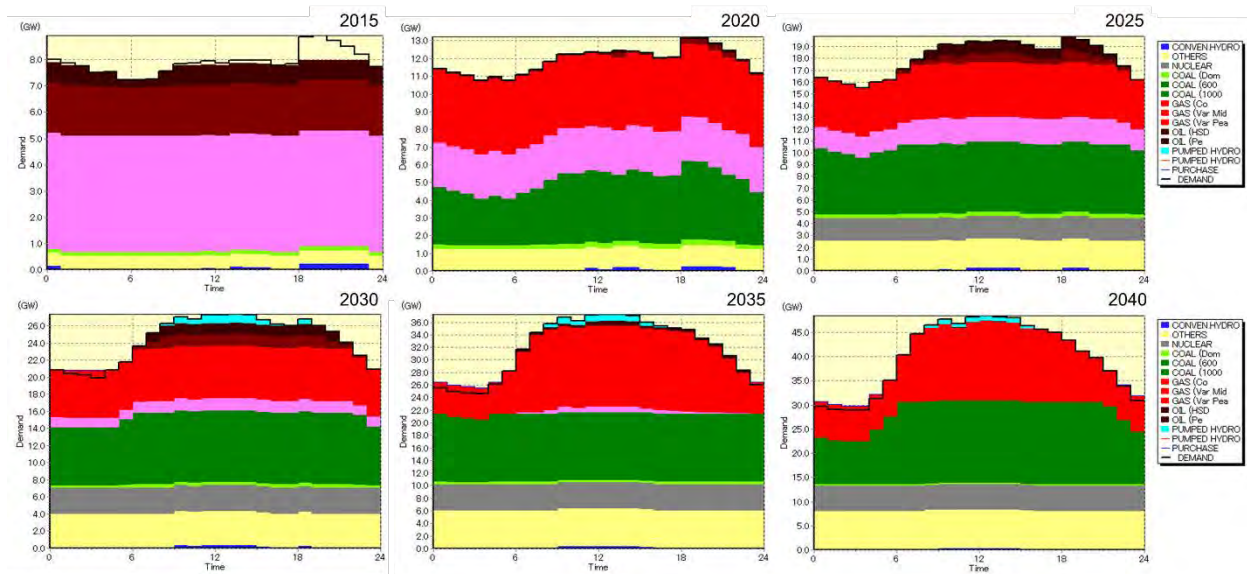 2015
(GW)
8.0
7.0
6.0
5.0
4.0
3.0
2.0
1.0
0.0
Demand
0 6 12 18 24
Time
2020
(GW)
13.0
12.0
11.0
10.0
9.0
8.0
7.0
6.0
5.0
4.0
3.0
2.0
1.0
0.0
Demand
0 6 12 18 24
Time
2025
(GW)
19.0
18.0
17.0
16.0
15.0
14.0
13.0
12.0
11.0
10.0
9.0
8.0
7.0
6.0
5.0
4.0
3.0
2.0
1.0
0.0
Demand
0 6 12 18 24
Time
CONVEN.HYDRO
OTHERS
NUCLEAR
COAL (Dom
COAL (600
COAL (1000
GAS (Co
GAS (Var Mid
GAS (Var Pea
OIL (HSD
OIL (Pe
PUMPED HYDRO
PUMPED HYDRO
PURCHASE
DEMAND
2030
(GW)
26.0
24.0
22.0
20.0
18.0
16.0
14.0
12.0
10.0
8.0
6.0
4.0
2.0
0.0
Demand
0 6 12 18 24
Time
2035
(GW)
36.0
34.0
32.0
30.0
28.0
26.0
24.0
22.0
20.0
18.0
16.0
14.0
12.0
10.0
8.0
6.0
4.0
2.0
0.0
Demand
0 6 12 18 24
Time
2040
(GW)
45.0
40.0
35.0
30.0
25.0
20.0
15.0
10.0
5.0
0.0
Demand
0 6 12 18 24
Time
CONVEN.HYDRO
OTHERS
NUCLEAR
COAL (Dom
COAL (600
COAL (1000
GAS (Co
GAS (Var Mid
GAS (Var Pea
OIL (HSD
OIL (Pe
PUMPED HYDRO
PUMPED HYDRO
PURCHASE
DEMAND